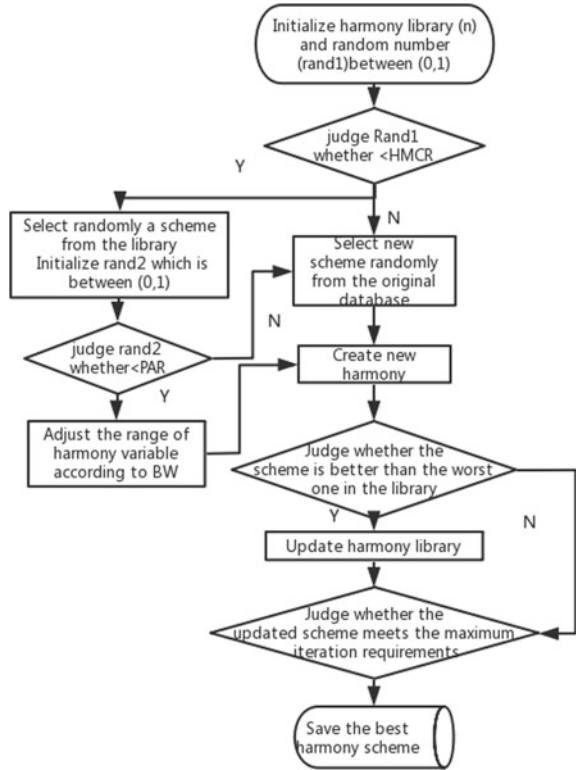 Initialize harmony library (n)
and random number
(rand1)between (0,1)
judge Rand1
whether <HMCR
Y
N
Select randomly a scheme
from the library
Initialize rand2 which is
between (0,1)
Select new
scheme randomly
from the original
database
N
judge rand2
whether<PAR
Y
Create new
harmony
Adjust the range of
harmony variable
according to BW
Judge whether the
scheme is better than the worst
one in the library
Y
N
Update harmony library
Judge whether the
updated scheme meets the maximum
iteration requirements
Save the best
harmony scheme